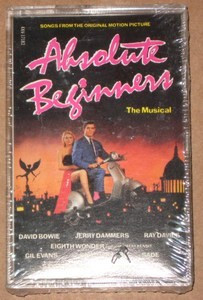 SONGS FROM THE ORIGINAL MOTION PICTURE
Absolute
Beginners
The Musical
DAVID BOWIE JERRY DAMMERS RAY DAVIES
EIGHTH WONDER
GIL EVANS SADE